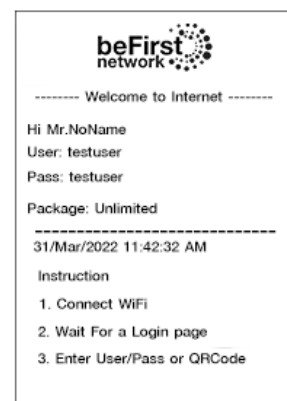 beFirst
network
-------- Welcome to Internet --------
Hi Mr.NoName
User: testuser
Pass: testuser
Package: Unlimited
-----------------------------
31/Mar/2022 11:42:32 AM
Instruction
1. Connect WiFi
2. Wait For a Login page
3. Enter User/Pass or QRCode